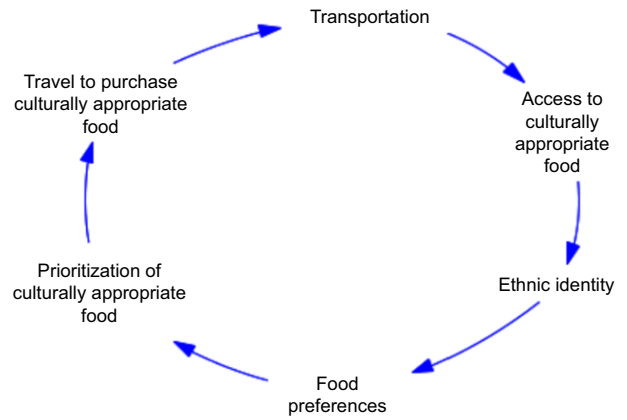 Transportation
Access to
culturally
appropriate
food
Ethnic identity
Food
preferences
Prioritization of
culturally appropriate
food
Travel to purchase
culturally appropriate
food